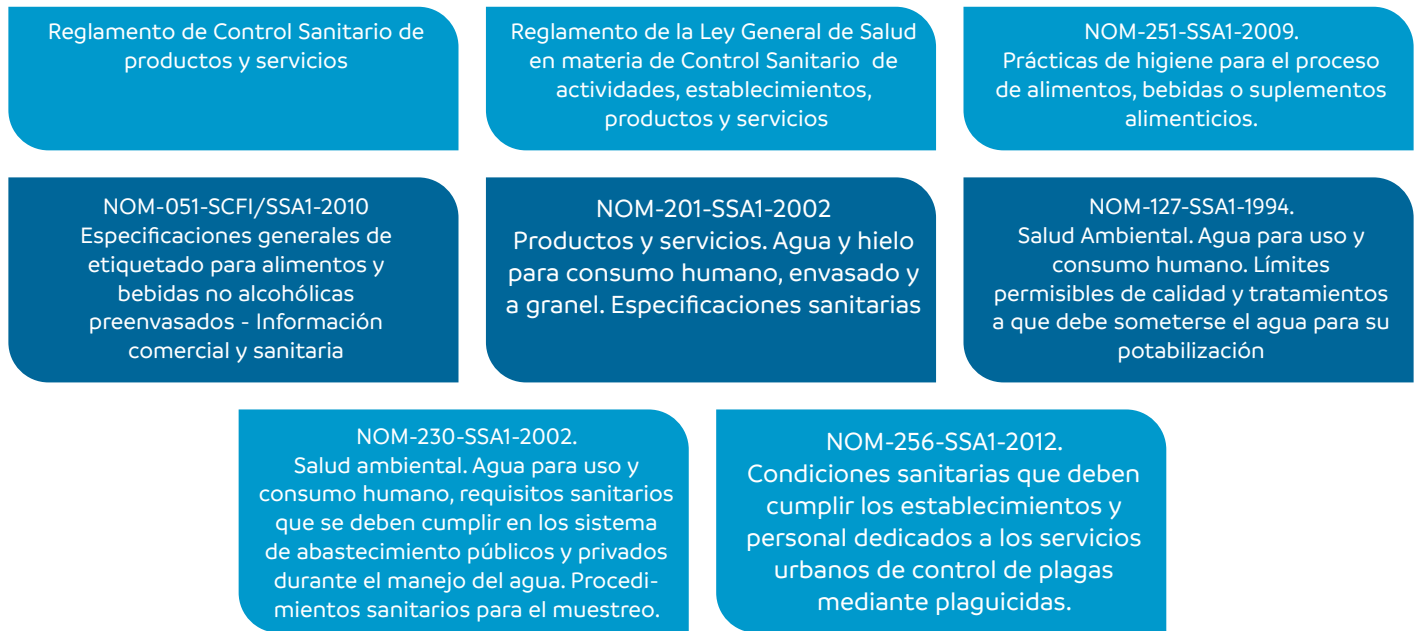 Reglamento de Control Sanitario de
productos y servicios
Reglamento de la Ley General de Salud
en materia de Control Sanitario de
actividades, establecimientos,
productos y servicios
NOM-251-SSA1-2009.
Prácticas de higiene para el proceso
de alimentos, bebidas o suplementos
alimenticios.
NOM-051-SCFI/SSA1-2010
Especificaciones generales de
etiquetado para alimentos y
bebidas no alcohólicas
preenvasados - Información
comercial y sanitaria
NOM-201-SSA1-2002
Productos y servicios. Agua y hielo
para consumo humano, envasado y
a granel. Especificaciones sanitarias
NOM-127-SSA1-1994.
Salud Ambiental. Agua para uso y
consumo humano. Límites
permisibles de calidad y tratamientos
a que debe someterse el agua para su
potabilización
NOM-230-SSA1-2002.
Salud ambiental. Agua para uso y
consumo humano, requisitos sanitarios
que se deben cumplir en los sistema
de abastecimiento públicos y privados
durante el manejo del agua. Procedi-
mientos sanitarios para el muestreo.
NOM-256-SSA1-2012.
Condiciones sanitarias que deben
cumplir los establecimientos y
personal dedicados a los servicios
urbanos de control de plagas
mediante plaguicidas.